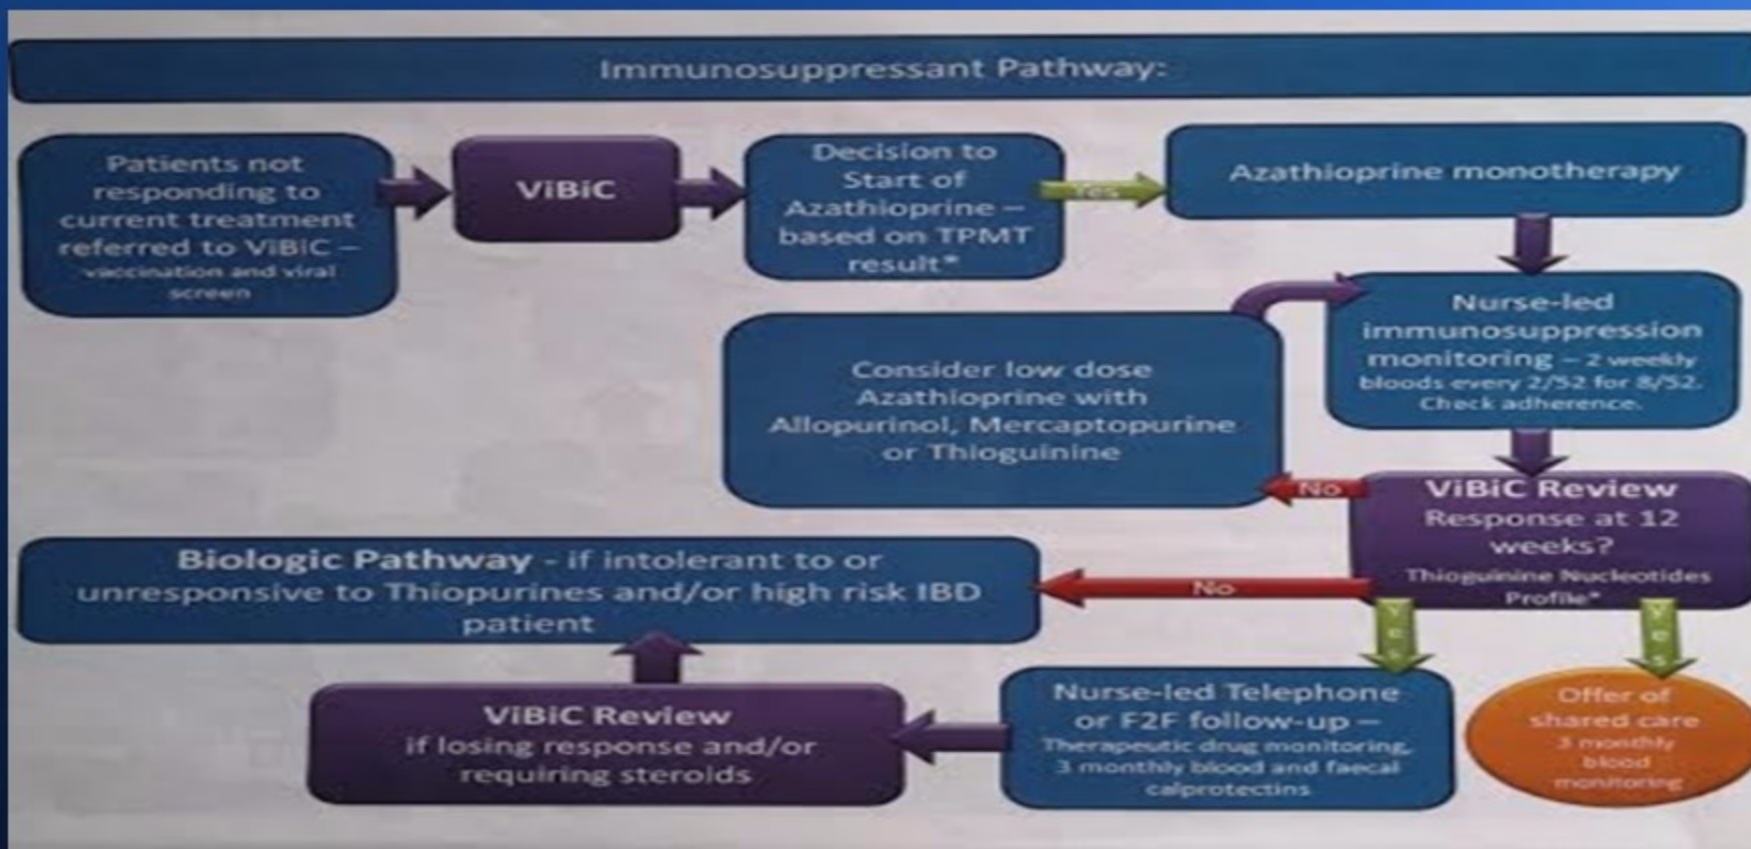 Immunosuppressant Pathway:
Patients not
responding to
current treatment
referred to ViBiC –
vaccination and viral
screen
ViBiC
Decision to
Start of
Azathioprine –
based on TPMT
result*
Yes
Azathioprine monotherapy
Nurse-led
immunosuppression
monitoring – 2 weekly
bloods every 2/52 for 8/52.
Check adherence.
Consider low dose
Azathioprine with
Allopurinol, Mercaptopurine
or Thioguinine
No
ViBiC Review
Response at 12
weeks?
Thioguinine Nucleotides
Profile*
Biologic Pathway - if intolerant to or
unresponsive to Thiopurines and/or high risk IBD
patient
No
Yes
Yes
ViBiC Review
if losing response and/or
requiring steroids
Nurse-led Telephone
or F2F follow-up –
Therapeutic drug monitoring,
3 monthly blood and faecal
calprotectins
Offer of
shared care
3 monthly
blood
monitoring